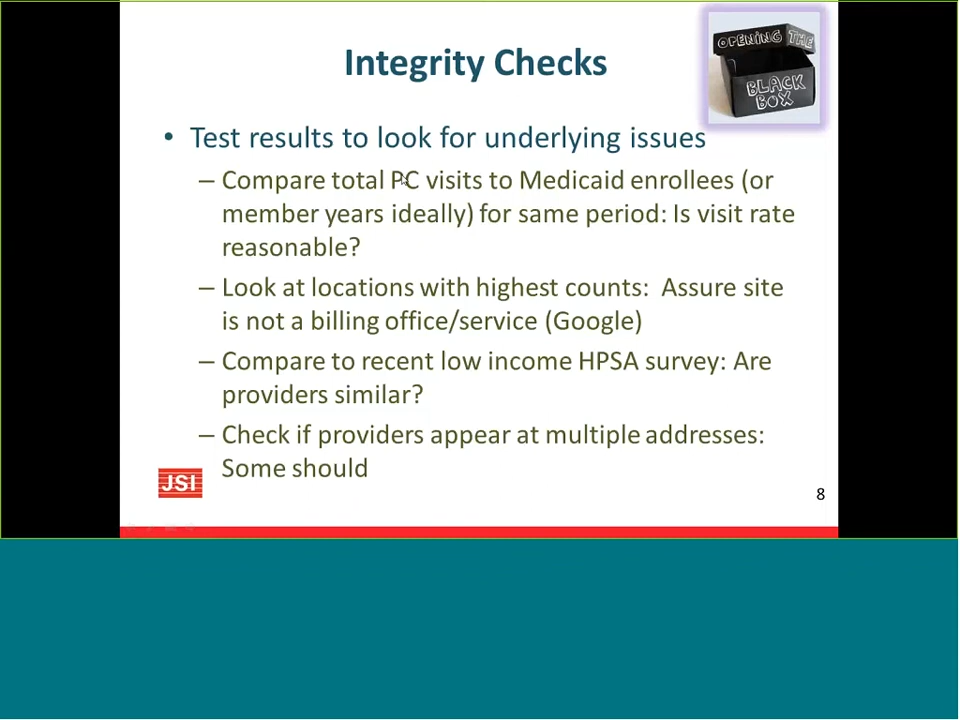 Integrity Checks
OPENING THE
BLACK
BOX
• Test results to look for underlying issues
– Compare total PC visits to Medicaid enrollees (or
member years ideally) for same period: Is visit rate
reasonable?
– Look at locations with highest counts:  Assure site
is not a billing office/service (Google)
– Compare to recent low income HPSA survey: Are
providers similar?
– Check if providers appear at multiple addresses:
Some should
JSI
8